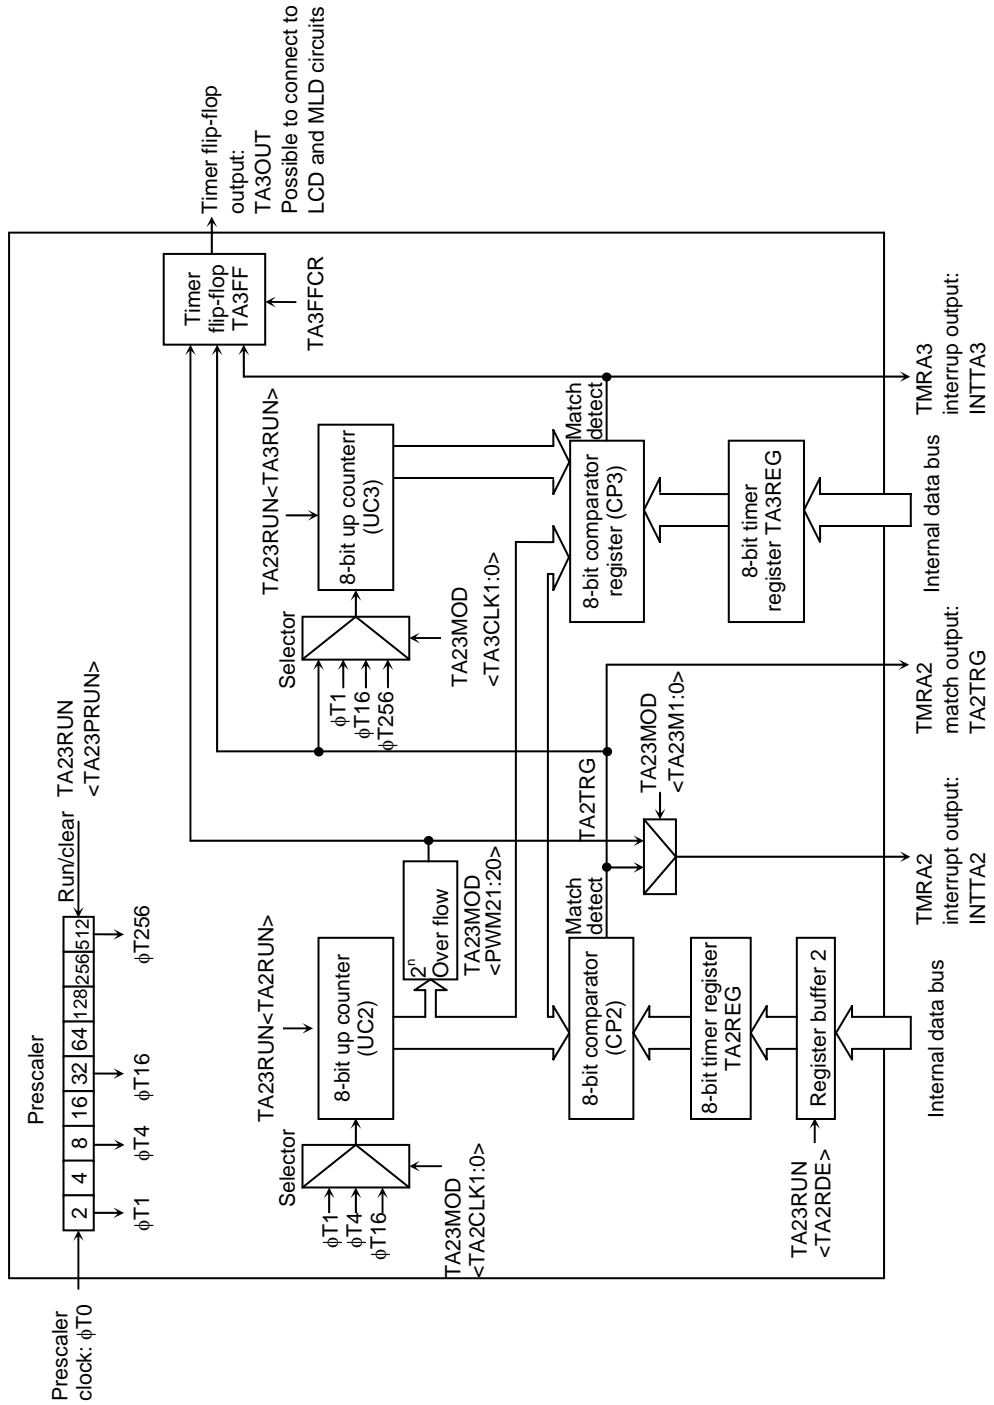 Prescaler
Prescaler
clock: ϕT0
2 4 8 16 32 64 128 256 512
Run/clear
TA23RUN
<TA23PRUN>
ϕT1
ϕT4
ϕT16
ϕT256
TA23RUN<TA2RUN>
Selector
ϕT1
ϕT4
ϕT16
8-bit up counter
(UC2)
TA23MOD
<TA2CLK1:0>
2n
Over flow
TA23MOD
<PWM21:20>
TA23RUN<TA3RUN>
Selector
ϕT1
ϕT16
ϕT256
8-bit up counterr
(UC3)
TA23MOD
<TA3CLK1:0>
Timer
flip-flop
TA3FF
TA3FFCR
Timer flip-flop
output:
TA3OUT
Possible to connect to
LCD and MLD circuits
8-bit comparator
(CP2)
Match
detect
TA2TRG
8-bit timer register
TA2REG
Register buffer 2
TA23RUN
<TA2RDE>
TA23MOD
<TA23M1:0>
8-bit comparator
register (CP3)
Match
detect
8-bit timer
register TA3REG
Internal data bus
TMRA2
interrupt output:
INTTA2
TMRA2
match output:
TA2TRG
Internal data bus
TMRA3
interrup output:
INTTA3